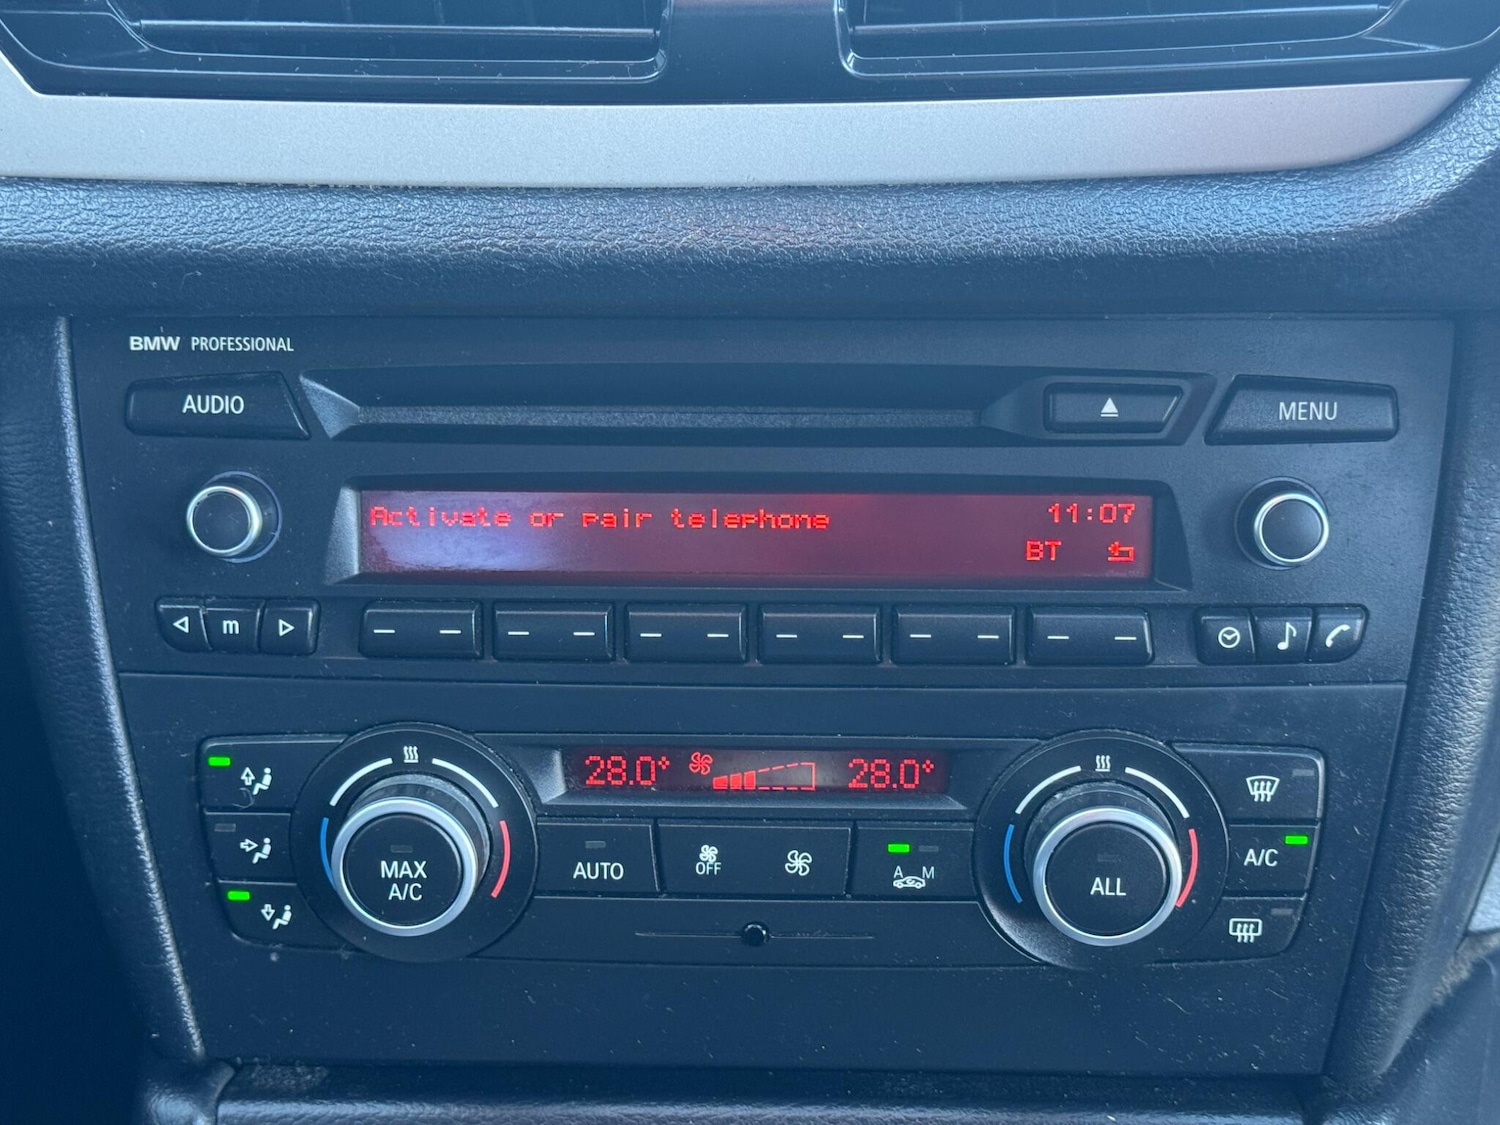 BMW PROFESSIONAL
AUDIO
MENU
Activate or pair telephone 11:07
BT
m
28.0° 28.0°
MAX
A/C
AUTO
OFF
A M
ALL
A/C